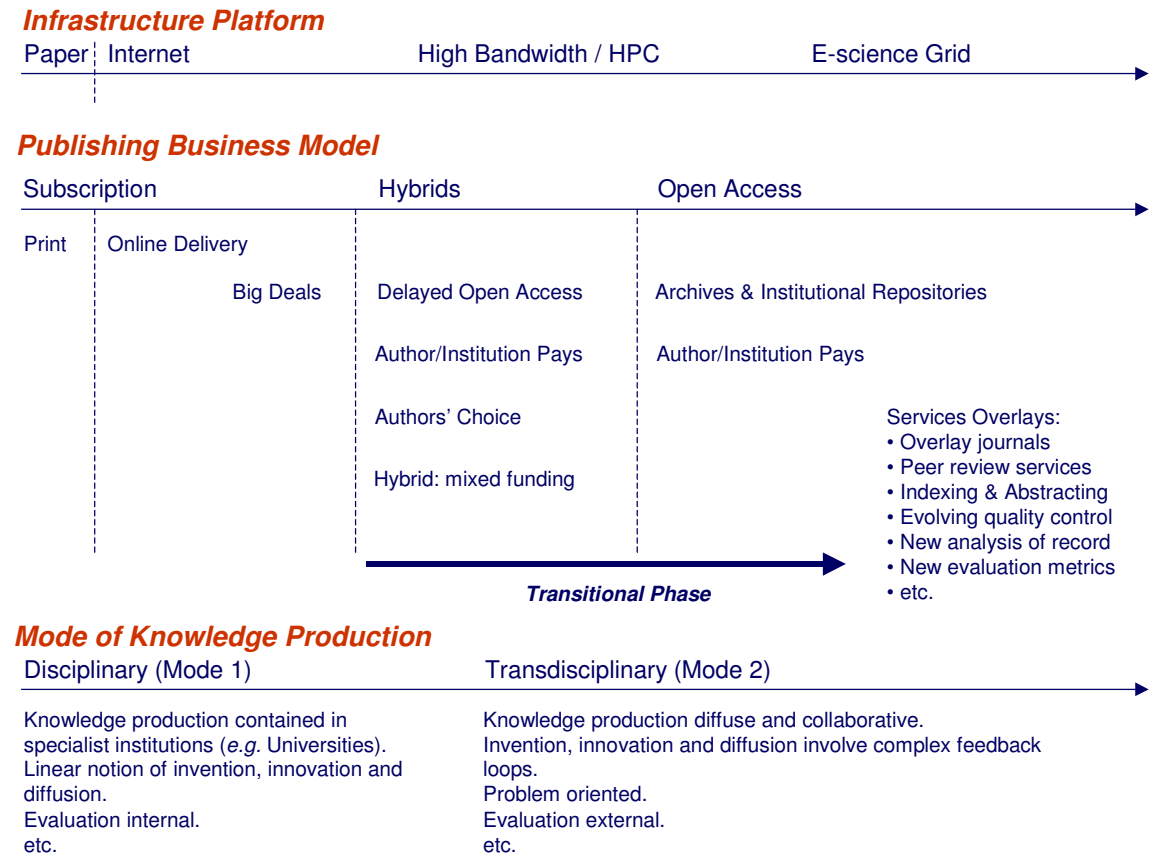 Infrastructure Platform
Paper Internet High Bandwidth / HPC E-science Grid
Publishing Business Model
Subscription Hybrids Open Access
Print Online Delivery
Big Deals Delayed Open Access Archives & Institutional Repositories
Author/Institution Pays Author/Institution Pays
Authors’ Choice
Hybrid: mixed funding
Services Overlays:
• Overlay journals
• Peer review services
• Indexing & Abstracting
• Evolving quality control
• New analysis of record
• New evaluation metrics
• etc.
Transitional Phase
Mode of Knowledge Production
Disciplinary (Mode 1) Transdisciplinary (Mode 2)
Knowledge production contained in
specialist institutions (e.g. Universities).
Linear notion of invention, innovation and
diffusion.
Evaluation internal.
etc.
Knowledge production diffuse and collaborative.
Invention, innovation and diffusion involve complex feedback
loops.
Problem oriented.
Evaluation external.
etc.